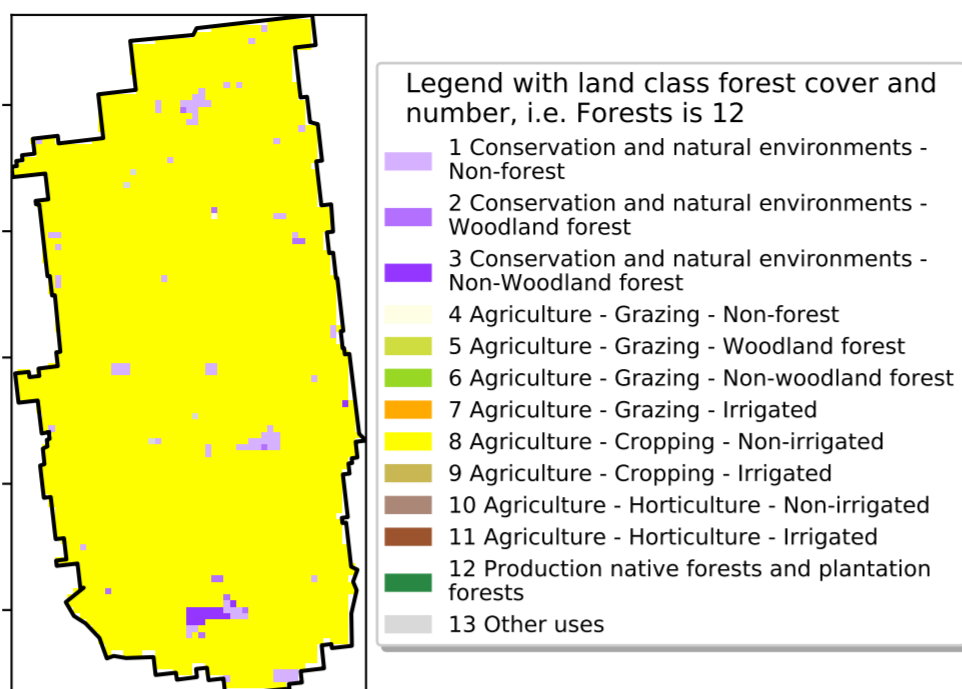 Legend with land class forest cover and
number, i.e. Forests is 12
1 Conservation and natural environments -
Non-forest
2 Conservation and natural environments -
Woodland forest
3 Conservation and natural environments -
Non-Woodland forest
4 Agriculture - Grazing - Non-forest
5 Agriculture - Grazing - Woodland forest
6 Agriculture - Grazing - Non-woodland forest
7 Agriculture - Grazing - Irrigated
8 Agriculture - Cropping - Non-irrigated
9 Agriculture - Cropping - Irrigated
10 Agriculture - Horticulture - Non-irrigated
11 Agriculture - Horticulture - Irrigated
12 Production native forests and plantation
forests
13 Other uses